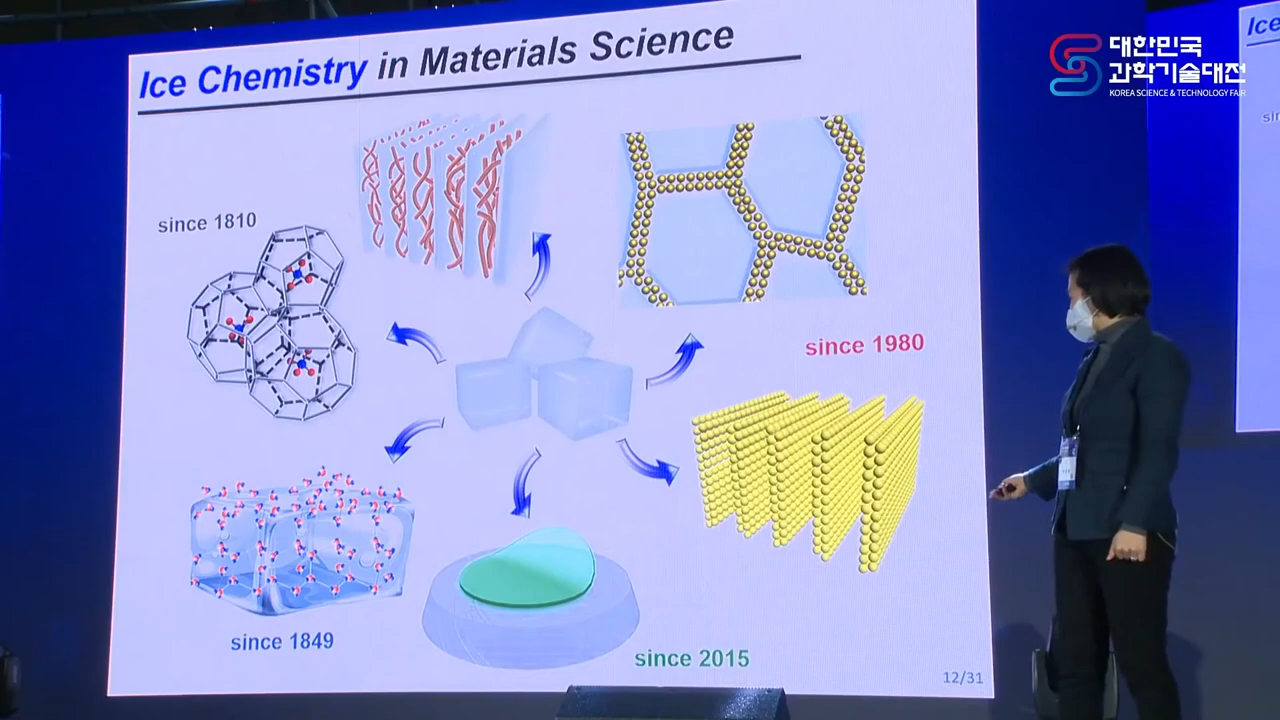 Ice Chemistry in Materials Science
대한민국
과학기술대전
KOREA SCIENCE & TECHNOLOGY FAIR
Ice
since 1810
since 1980
since 1849
since 2015
12/31